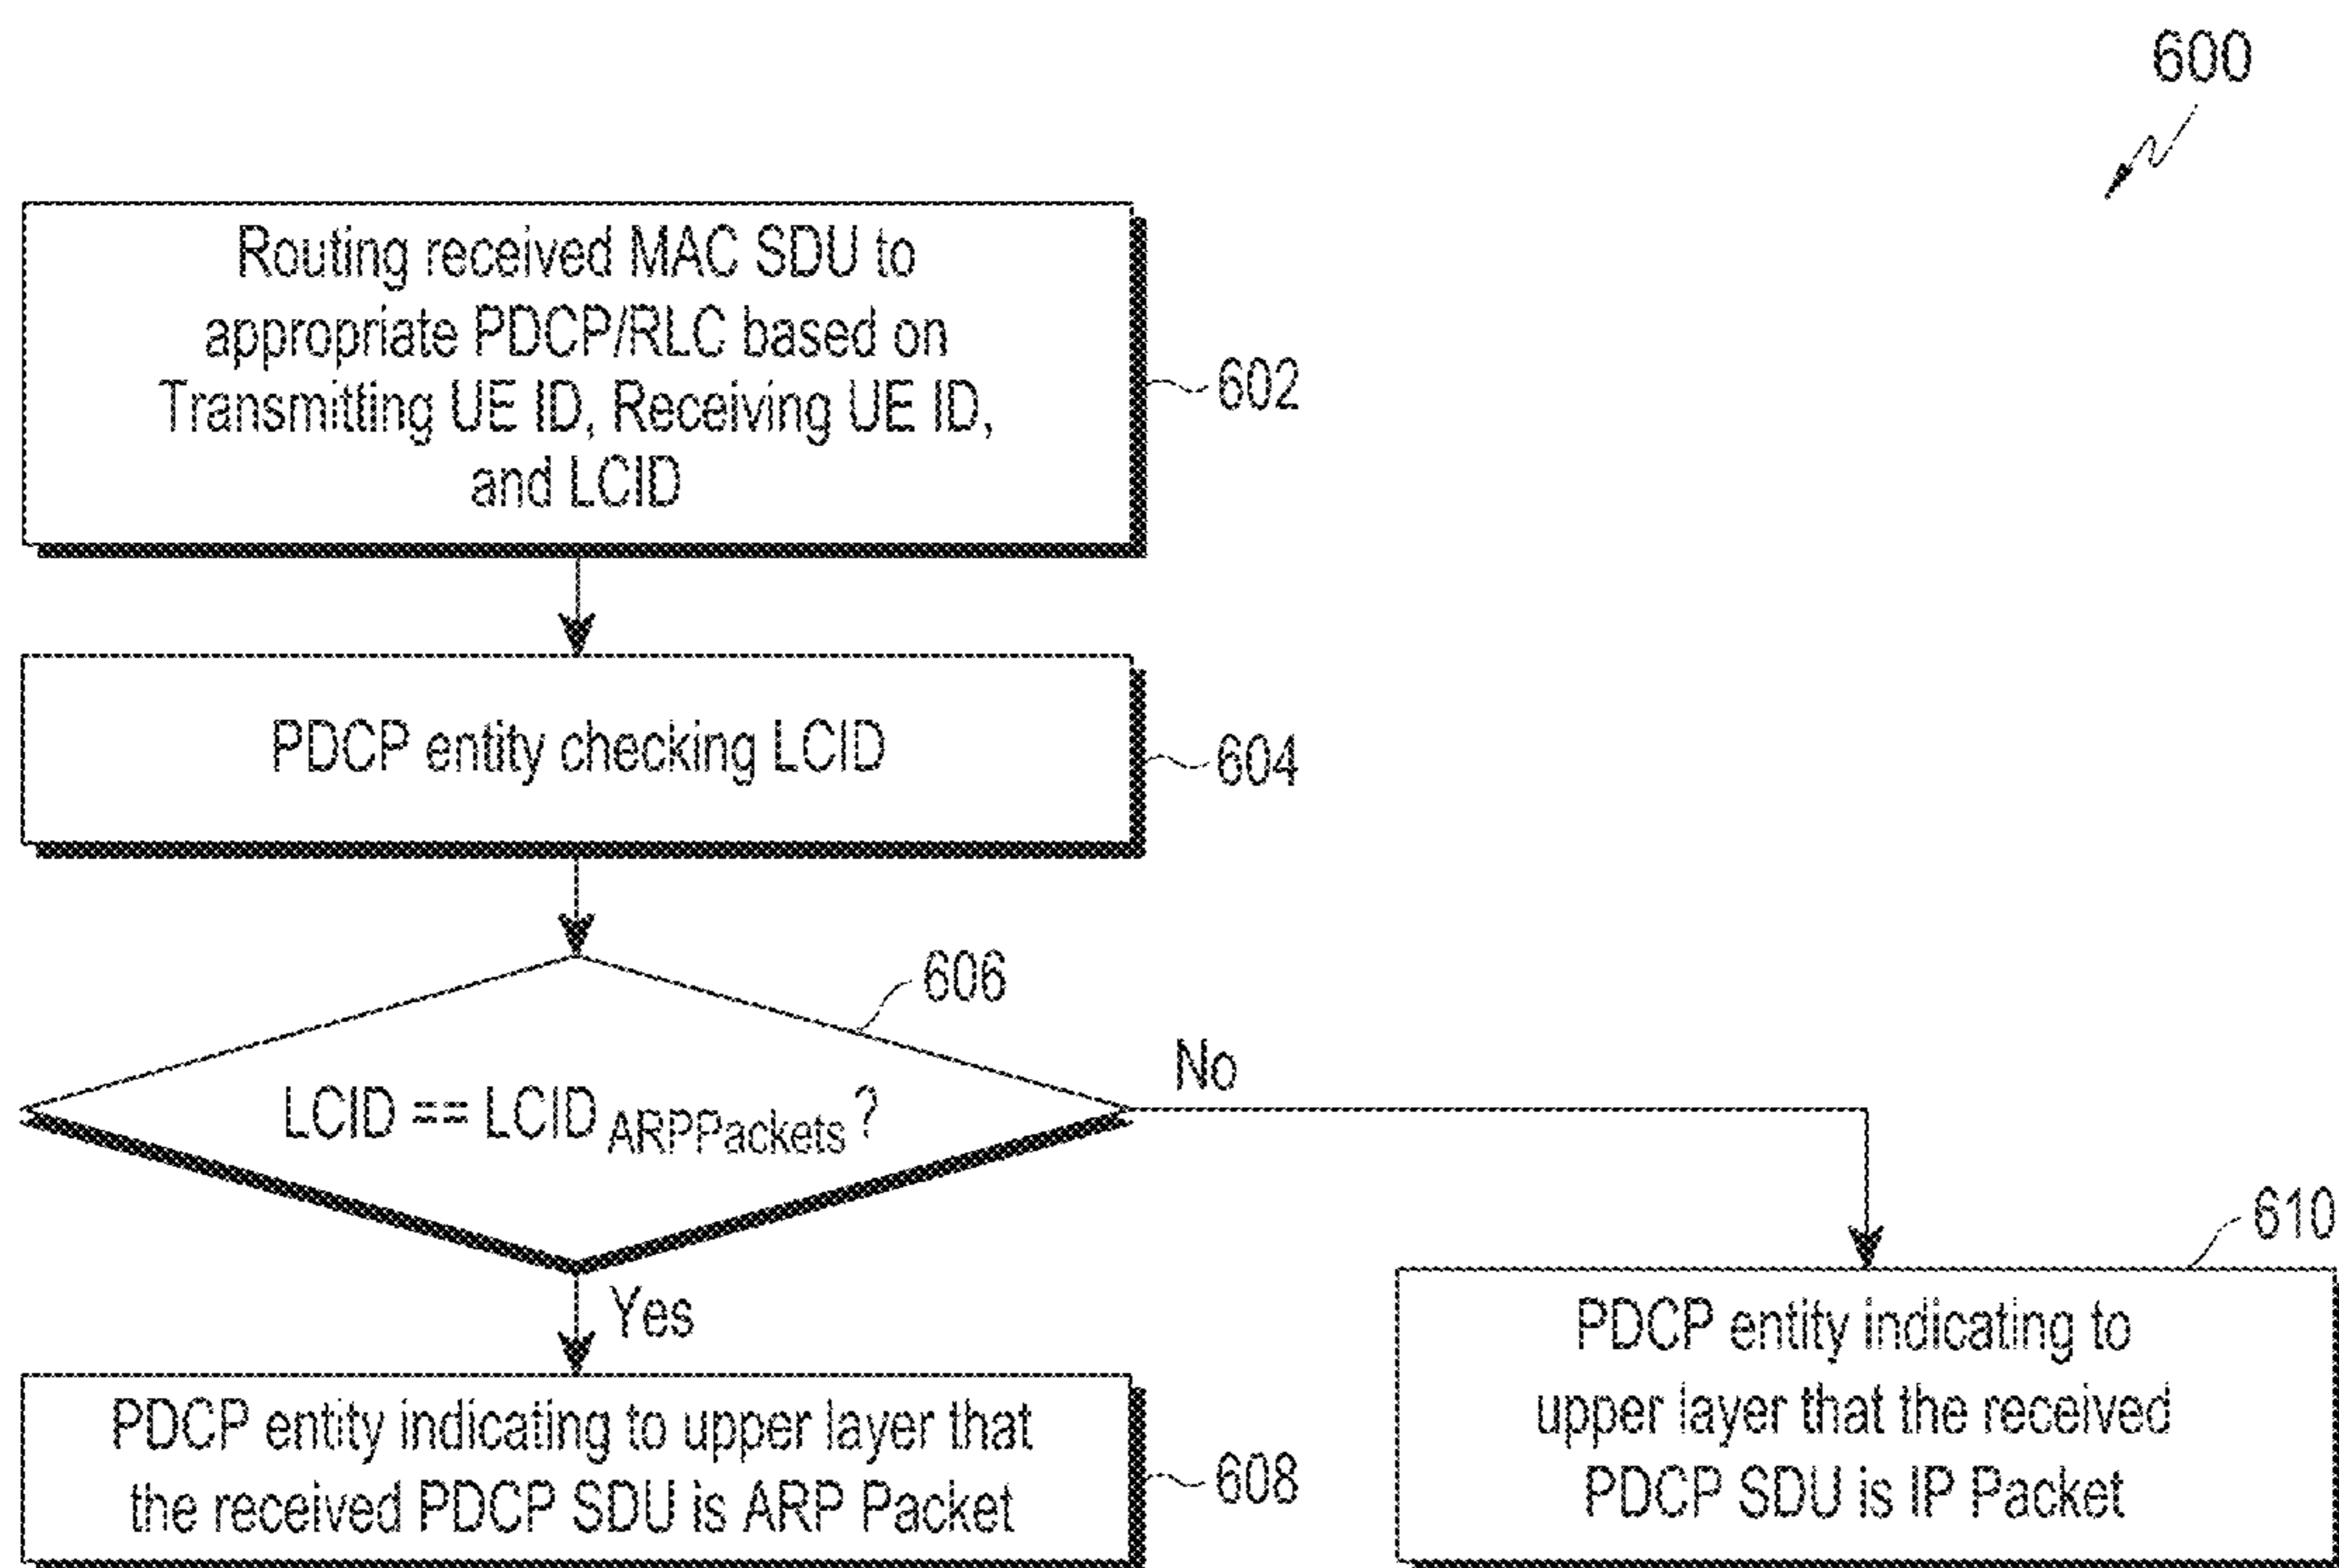 600
Routing received MAC SDU to
appropriate PDCP/RLC based on
Transmitting UE ID, Receiving UE ID,
and LCID
602
PDCP entity checking LCID
604
606
LCID == LCID ARPPackets ?
No
Yes
610
PDCP entity indicating to upper layer that
the received PDCP SDU is ARP Packet
608
PDCP entity indicating to
upper layer that the received
PDCP SDU is IP Packet